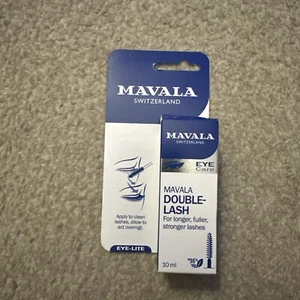 MAVALA
SWITZERLAND
Apply to clean
lashes, allow to
act overnight.
EYE-LITE
MAVALA
SWITZERLAND
EYE
Care
MAVALA
DOUBLE-
LASH
For longer, fuller,
stronger lashes
10 ml